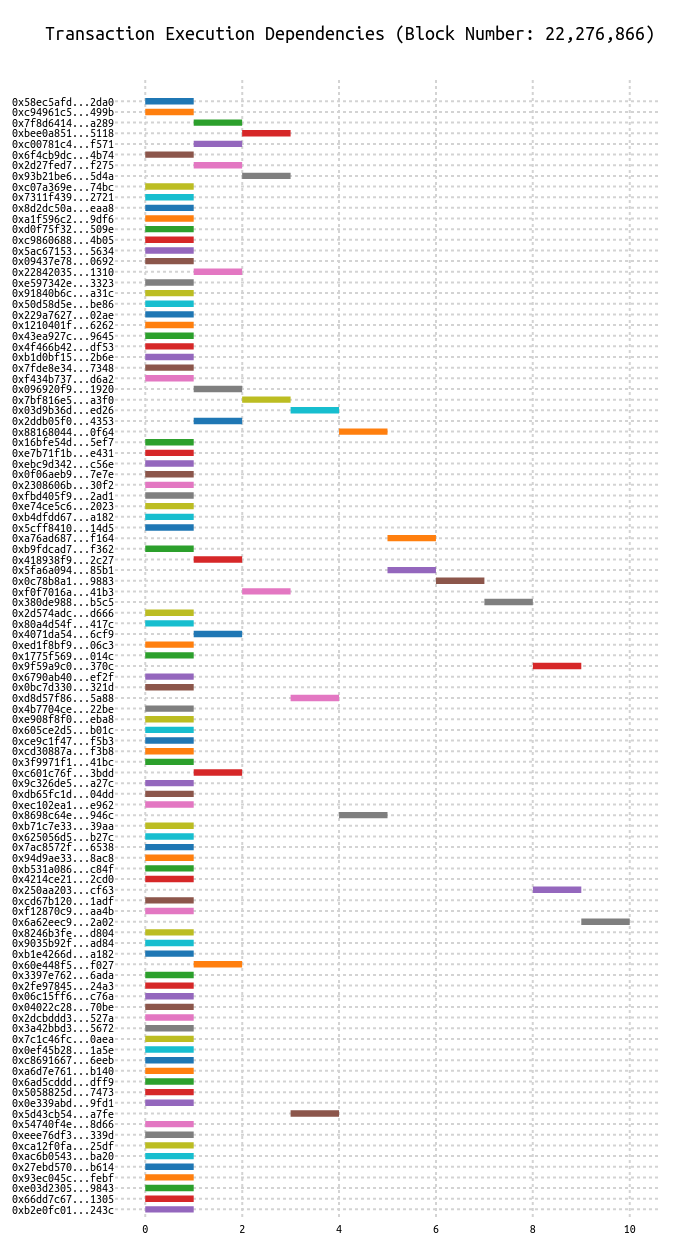 Transaction Execution Dependencies (Block Number: 22,276,866)
0x58ec5afd...2da0
0xc94961c5...499b
0x7f8d6414...a289
0xbee0a851...5118
0xc00781c4...f571
0x6f4cb9dc...4b74
0x2d27fed7...f275
0x93b21be6...5d4a
0xc07a369e...74bc
0x7311f439...2721
0x8d2dc50a...eaa8
0xa1f596c2...9df6
0xd0f75f32...509e
0xc9860688...4b05
0x5ac67153...5634
0x09437e78...0692
0x22842035...1310
0xe597342e...3323
0x91840b6c...a31c
0x50d58d5e...be86
0x229a7627...02ae
0x1210401f...6262
0x43ea927c...9645
0x4f466b42...df53
0xb1d0bf15...2b6e
0x7fde8e34...7348
0xf434b737...d6a2
0x096920f9...1920
0x7bf816e5...a3f0
0x03d9b36d...ed26
0x2ddb05f0...4353
0x88168044...0f64
0x16bfe54d...5ef7
0xe7b71f1b...e431
0xebc9d342...c56e
0x0f06aeb9...7e7e
0x2308606b...30f2
0xfbd405f9...2ad1
0xe74ce5c6...2023
0xb4dfdd67...a182
0x5cff8410...14d5
0xa76ad687...f164
0xb9fdcad7...f362
0x418938f9...2c27
0x5fa6a094...85b1
0x0c78b8a1...9883
0xf0f7016a...41b3
0x380de988...b5c5
0x2d574adc...d666
0x80a4d54f...417c
0x4071da54...6cf9
0xed1f8bf9...06c3
0x1775f569...014c
0x9f59a9c0...370c
0x6790ab40...ef2f
0x0bc7d330...321d
0xd8d57f86...5a88
0x4b7704ce...22be
0xe908f8f0...eba8
0x605ce2d5...b01c
0xce9c1f47...f5b3
0xcd30887a...f3b8
0x3f9971f1...41bc
0xc601c76f...3bdd
0x9c326de5...a27c
0xdb65fc1d...04dd
0xec102ea1...e962
0x8698c64e...946c
0xb71c7e33...39aa
0x625056d5...b27c
0x7ac8572f...6538
0x94d9ae33...8ac8
0xb531a086...c84f
0x4214ce21...2cd0
0x250aa203...cf63
0xcd67b120...1adf
0xf12870c9...aa4b
0x6a62eec9...2a02
0x8246b3fe...d804
0x9035b92f...ad84
0xb1e4266d...a182
0x60e448f5...f027
0x3397e762...6ada
0x2fe97845...24a3
0x06c15ff6...c76a
0x04022c28...70be
0x2dcbddd3...527a
0x3a42bbd3...5672
0x7c1c46fc...0aea
0x0ef45b28...1a5e
0xc8691667...6eeb
0xa6d7e761...b140
0x6ad5cddd...dff9
0x5058825d...7473
0x0e339abd...9fd1
0x5d43cb54...a7fe
0x54740f4e...8d66
0xeee76df3...339d
0xca12f0fa...25df
0xac6b0543...ba20
0x27ebd570...b614
0x93ec045c...febf
0xe03d2305...9843
0x66dd7c67...1305
0xb2e0fc01...243c
0 2 4 6 8 10